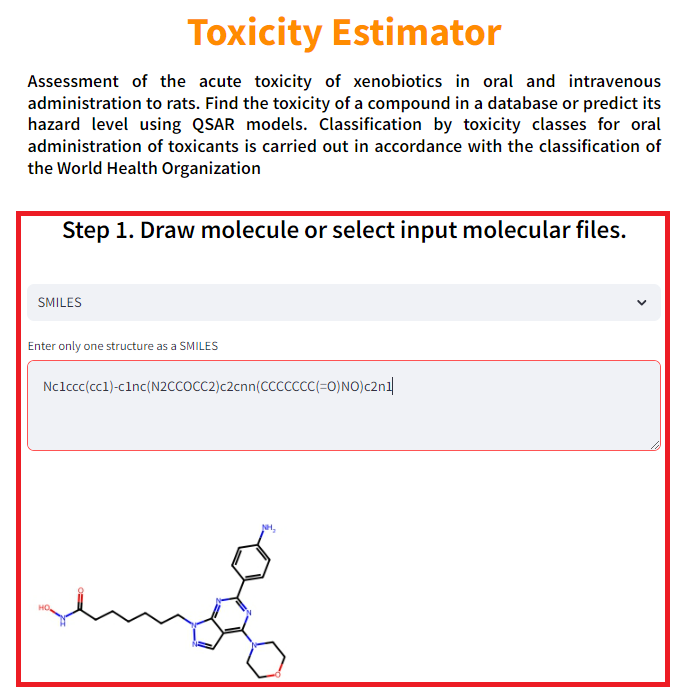 Toxicity Estimator
Assessment of the acute toxicity of xenobiotics in oral and intravenous
administration to rats. Find the toxicity of a compound in a database or predict its
hazard level using QSAR models. Classification by toxicity classes for oral
administration of toxicants is carried out in accordance with the classification of
the World Health Organization
Step 1. Draw molecule or select input molecular files.
SMILES
Enter only one structure as a SMILES
Nc1ccc(cc1)-c1nc(N2CCOCC2)c2cnn(CCCCCCC(=O)NO)c2n1
NH₂
O
HO
N
H
N
N
N
N
N
O